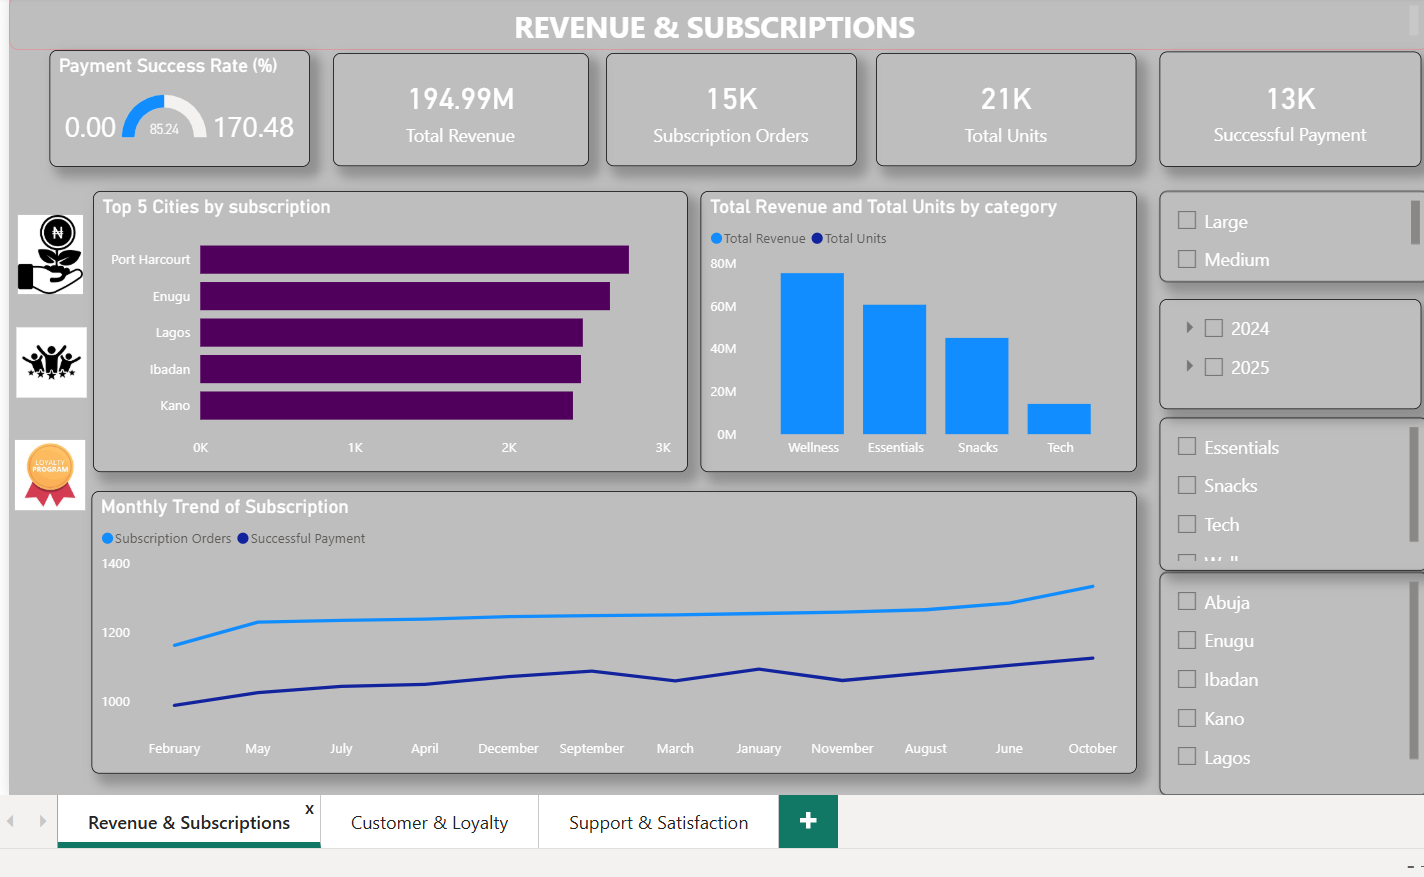 REVENUE & SUBSCRIPTIONS
Payment Success Rate (%)
0.00
85.24
170.48
194.99M
Total Revenue
15K
Subscription Orders
21K
Total Units
13K
Successful Payment
Top 5 Cities by subscription
Port Harcourt
Enugu
Lagos
Ibadan
Kano
0K 1K 2K 3K
Total Revenue and Total Units by category
Total Revenue Total Units
80M
60M
40M
20M
0M
Wellness Essentials Snacks Tech
Large
Medium
2024
2025
Essentials
Snacks
Tech
Abuja
Enugu
Ibadan
Kano
Lagos
₦
LOYALTY
PROGRAM
Monthly Trend of Subscription
Subscription Orders Successful Payment
1400
1200
1000
February May July April December September March January November August June October
Revenue & Subscriptions x
Customer & Loyalty
Support & Satisfaction
+